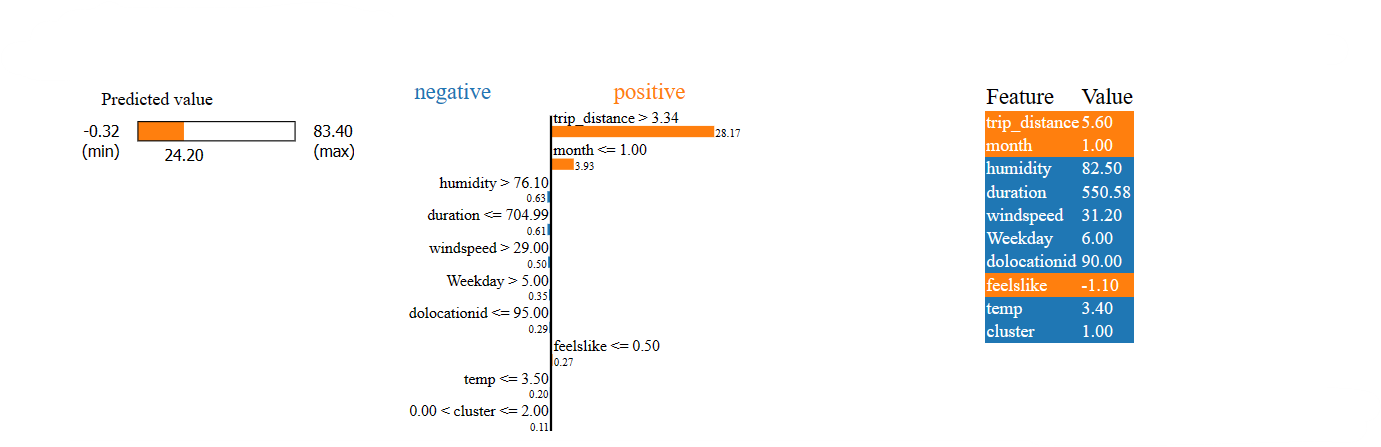 Predicted value
-0.32
(min)
83.40
(max)
24.20
negative positive
trip_distance > 3.34
28.17
month <= 1.00
3.93
humidity > 76.10
0.63
duration <= 704.99
0.61
windspeed > 29.00
0.50
Weekday > 5.00
0.35
dolocationid <= 95.00
0.29
feelslike <= 0.50
0.27
temp <= 3.50
0.20
0.00 < cluster <= 2.00
0.11
Feature Value
trip_distance 5.60
month 1.00
humidity 82.50
duration 550.58
windspeed 31.20
Weekday 6.00
dolocationid 90.00
feelslike -1.10
temp 3.40
cluster 1.00